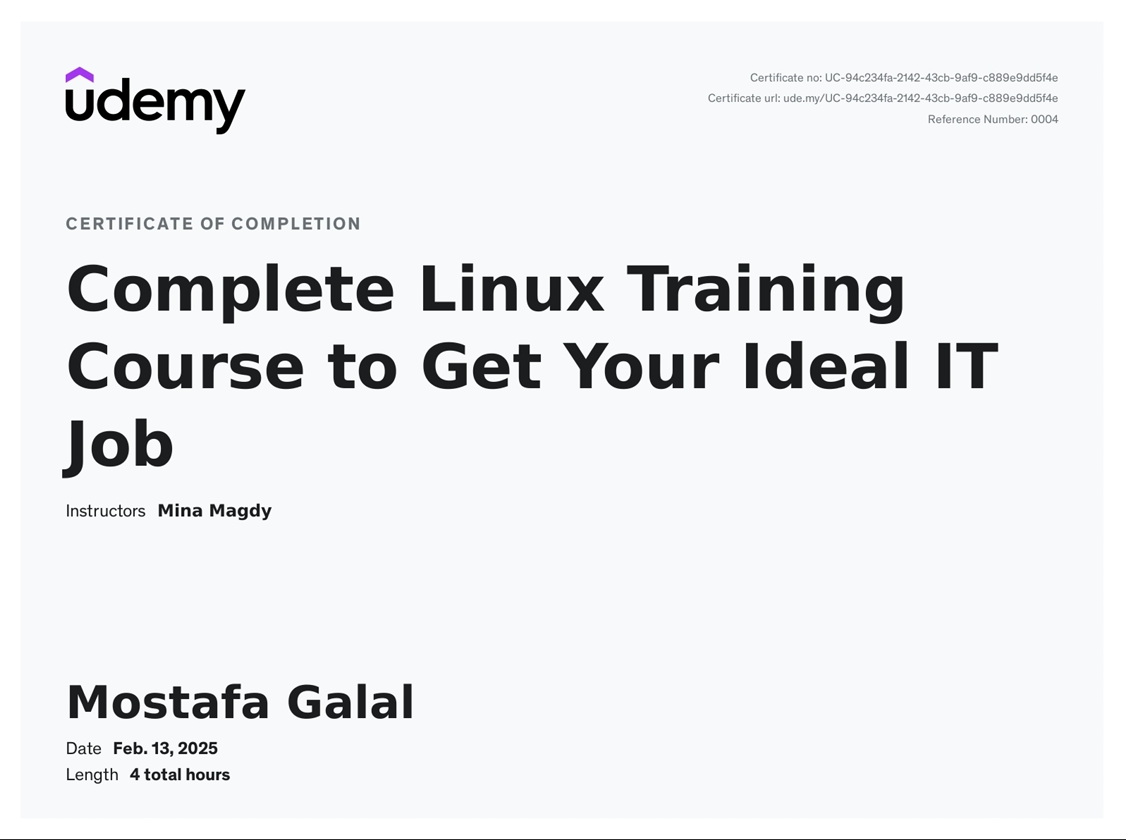 udemy
Certificate no: UC-94c234fa-2142-43cb-9af9-c889e9dd5f4e
Certificate url: ude.my/UC-94c234fa-2142-43cb-9af9-c889e9dd5f4e
Reference Number: 0004
CERTIFICATE OF COMPLETION
Complete Linux Training
Course to Get Your Ideal IT
Job
Instructors Mina Magdy
Mostafa Galal
Date Feb. 13, 2025
Length 4 total hours